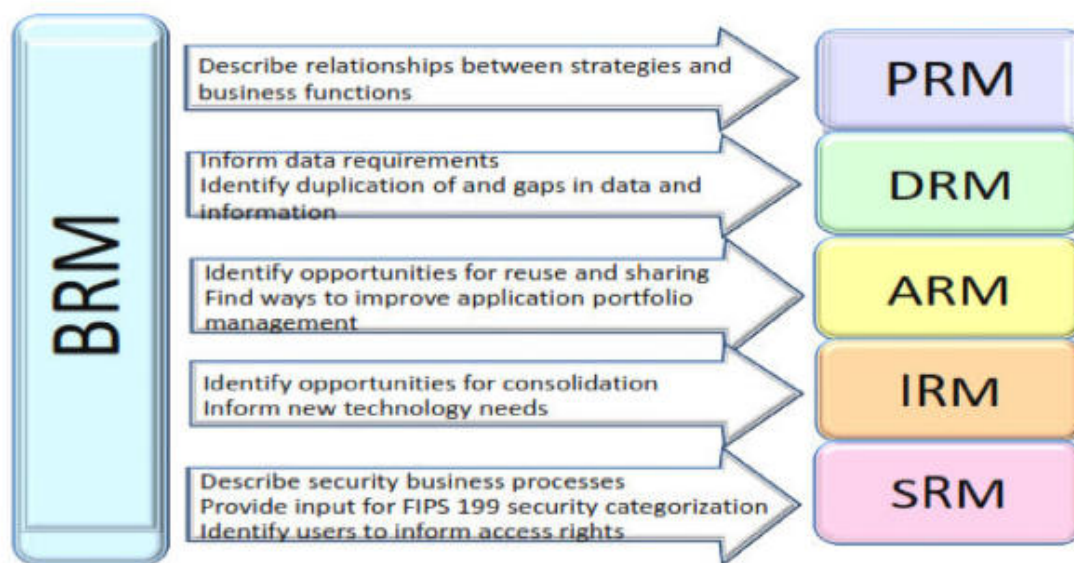 BRM
Describe relationships between strategies and
business functions
PRM
Inform data requirements
Identify duplication of and gaps in data and
information
DRM
Identify opportunities for reuse and sharing
Find ways to improve application portfolio
management
ARM
Identify opportunities for consolidation
Inform new technology needs
IRM
Describe security business processes
Provide input for FIPS 199 security categorization
Identify users to inform access rights
sRM